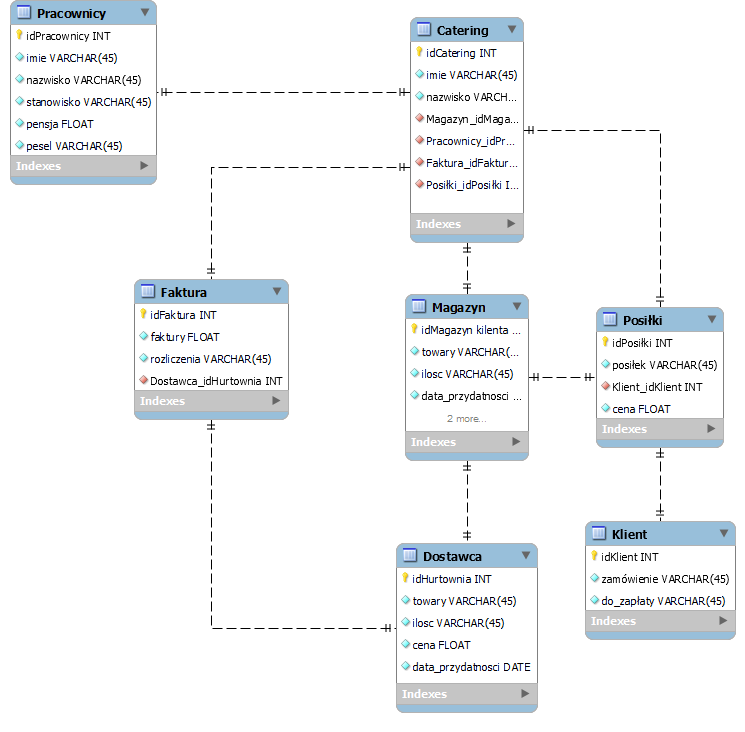 Pracownicy
idPracownicy INT
imie VARCHAR(45)
nazwisko VARCHAR(45)
stanowisko VARCHAR(45)
pensja FLOAT
pesel VARCHAR(45)
Indexes
Catering
idCatering INT
imie VARCHAR(45)
nazwisko VARCH...
Magazyn_idMaga...
Pracownicy_idPr...
Faktura_idFaktur...
Posiłki_idPosiłki I...
Indexes
Faktura
idFaktura INT
faktury FLOAT
rozliczenia VARCHAR(45)
Dostawca_idHurtownia INT
Indexes
Magazyn
idMagazyn kilenta ...
towary VARCHAR(...
ilosc VARCHAR(45)
data_przydatnosci ...
2 more...
Indexes
Posiłki
idPosiłki INT
posiłek VARCHAR(45)
Klient_idKlient INT
cena FLOAT
Indexes
Dostawca
idHurtownia INT
towary VARCHAR(45)
ilosc VARCHAR(45)
cena FLOAT
data_przydatnosci DATE
Indexes
Klient
idKlient INT
zamówienie VARCHAR(45)
do_zapłaty VARCHAR(45)
Indexes